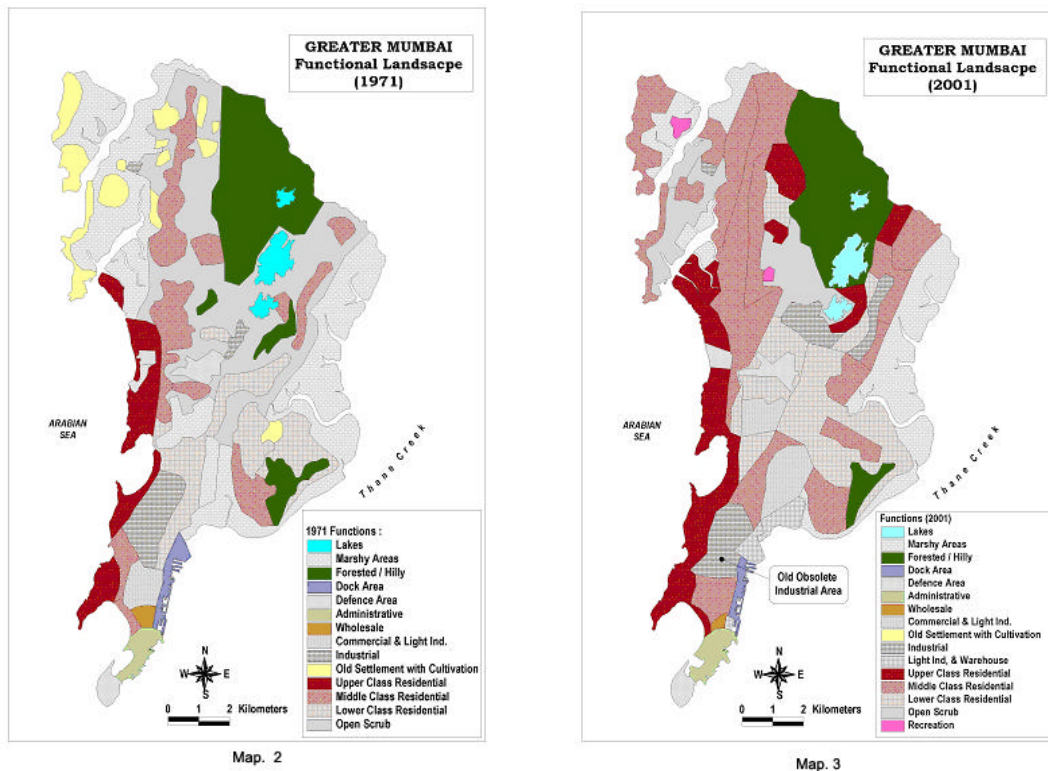 GREATER MUMBAI
Functional Landsacpe
(1971)
ARABIAN
SEA
Thane Creek
N
W E
S
0 1 2 Kilometers
1971 Functions :
Lakes
Marshy Areas
Forested / Hilly
Dock Area
Defence Area
Administrative
Wholesale
Commercial & Light Ind.
Industrial
Old Settlement with Cultivation
Upper Class Residential
Middle Class Residential
Lower Class Residential
Open Scrub
Map. 2
GREATER MUMBAI
Functional Landsacpe
(2001)
ARABIAN
SEA
Thane Creek
Old Obsolete
Industrial Area
N
W E
S
0 1 2 Kilometers
Functions (2001)
Lakes
Marshy Areas
Forested / Hilly
Dock Area
Defence Area
Administrative
Wholesale
Commercial & Light Ind.
Old Settlement with Cultivation
Industrial
Light Ind, & Warehouse
Upper Class Residential
Middle Class Residential
Lower Class Residential
Open Scrub
Recreation
Map. 3